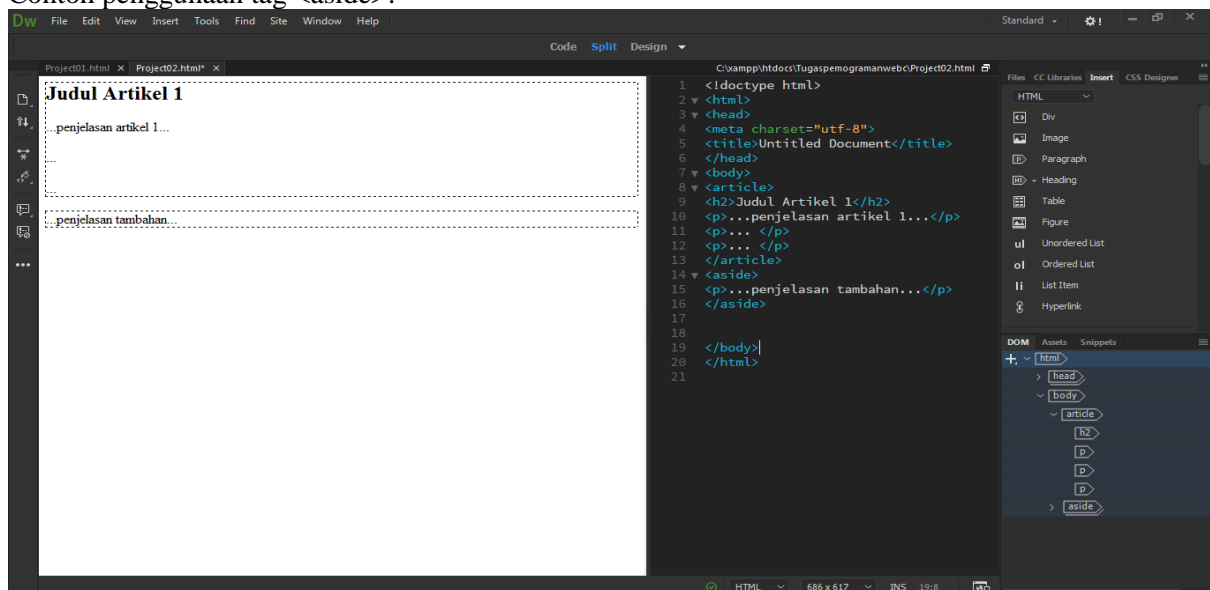 Contoh penggunaan tag <aside> :
Dw File Edit View Insert Tools Find Site Window Help
Standard
Code Split Design
Project01.html × Project02.html* ×
C:\xampp\htdocs\Tugaspemogramanwebc\Project02.html
Judul Artikel 1
...penjelasan artikel 1...
...
...
...penjelasan tambahan...
1 <!doctype html>
2 <html>
3 <head>
4 <meta charset="utf-8">
5 <title>Untitled Document</title>
6 </head>
7 <body>
8 <article>
9 <h2>Judul Artikel 1</h2>
10 <p>...penjelasan artikel 1...</p>
11 <p>... </p>
12 <p>... </p>
13 </article>
14 <aside>
15 <p>...penjelasan tambahan...</p>
16 </aside>
17
18
19 </body>
20 </html>
21
Files CC Libraries Insert CSS Designer
HTML
Div
Image
Paragraph
Heading
Table
Figure
ul Unordered List
ol Ordered List
li List Item
Hyperlink
DOM Assets Snippets
html
head
body
article
h2
p
p
p
aside
HTML 686 x 617 INS 19:8